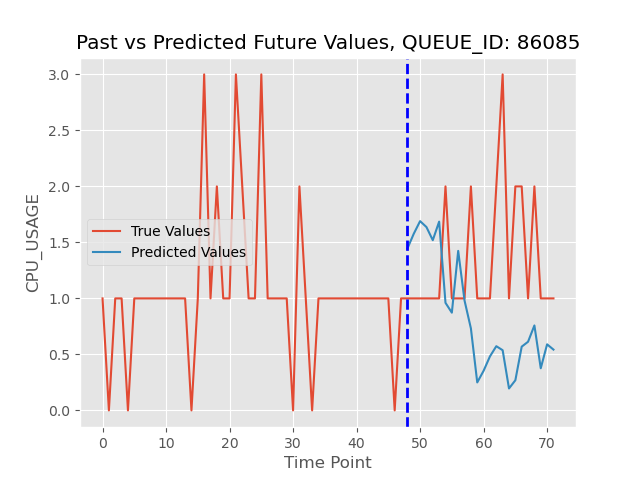 Past vs Predicted Future Values, QUEUE_ID: 86085
3.0
2.5
2.0
1.5
1.0
0.5
0.0
CPU_USAGE
True Values
Predicted Values
0 10 20 30 40 50 60 70
Time Point